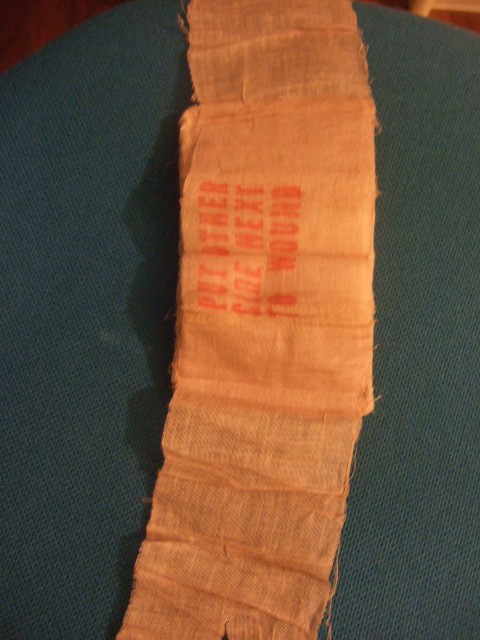 PUT OTHER
SIDE NEXT
TO WOUND